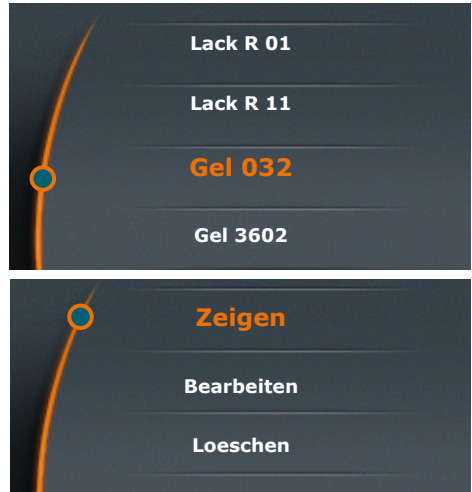 Lack R 01
Lack R 11
Gel 032
Gel 3602
Zeigen
Bearbeiten
Loeschen